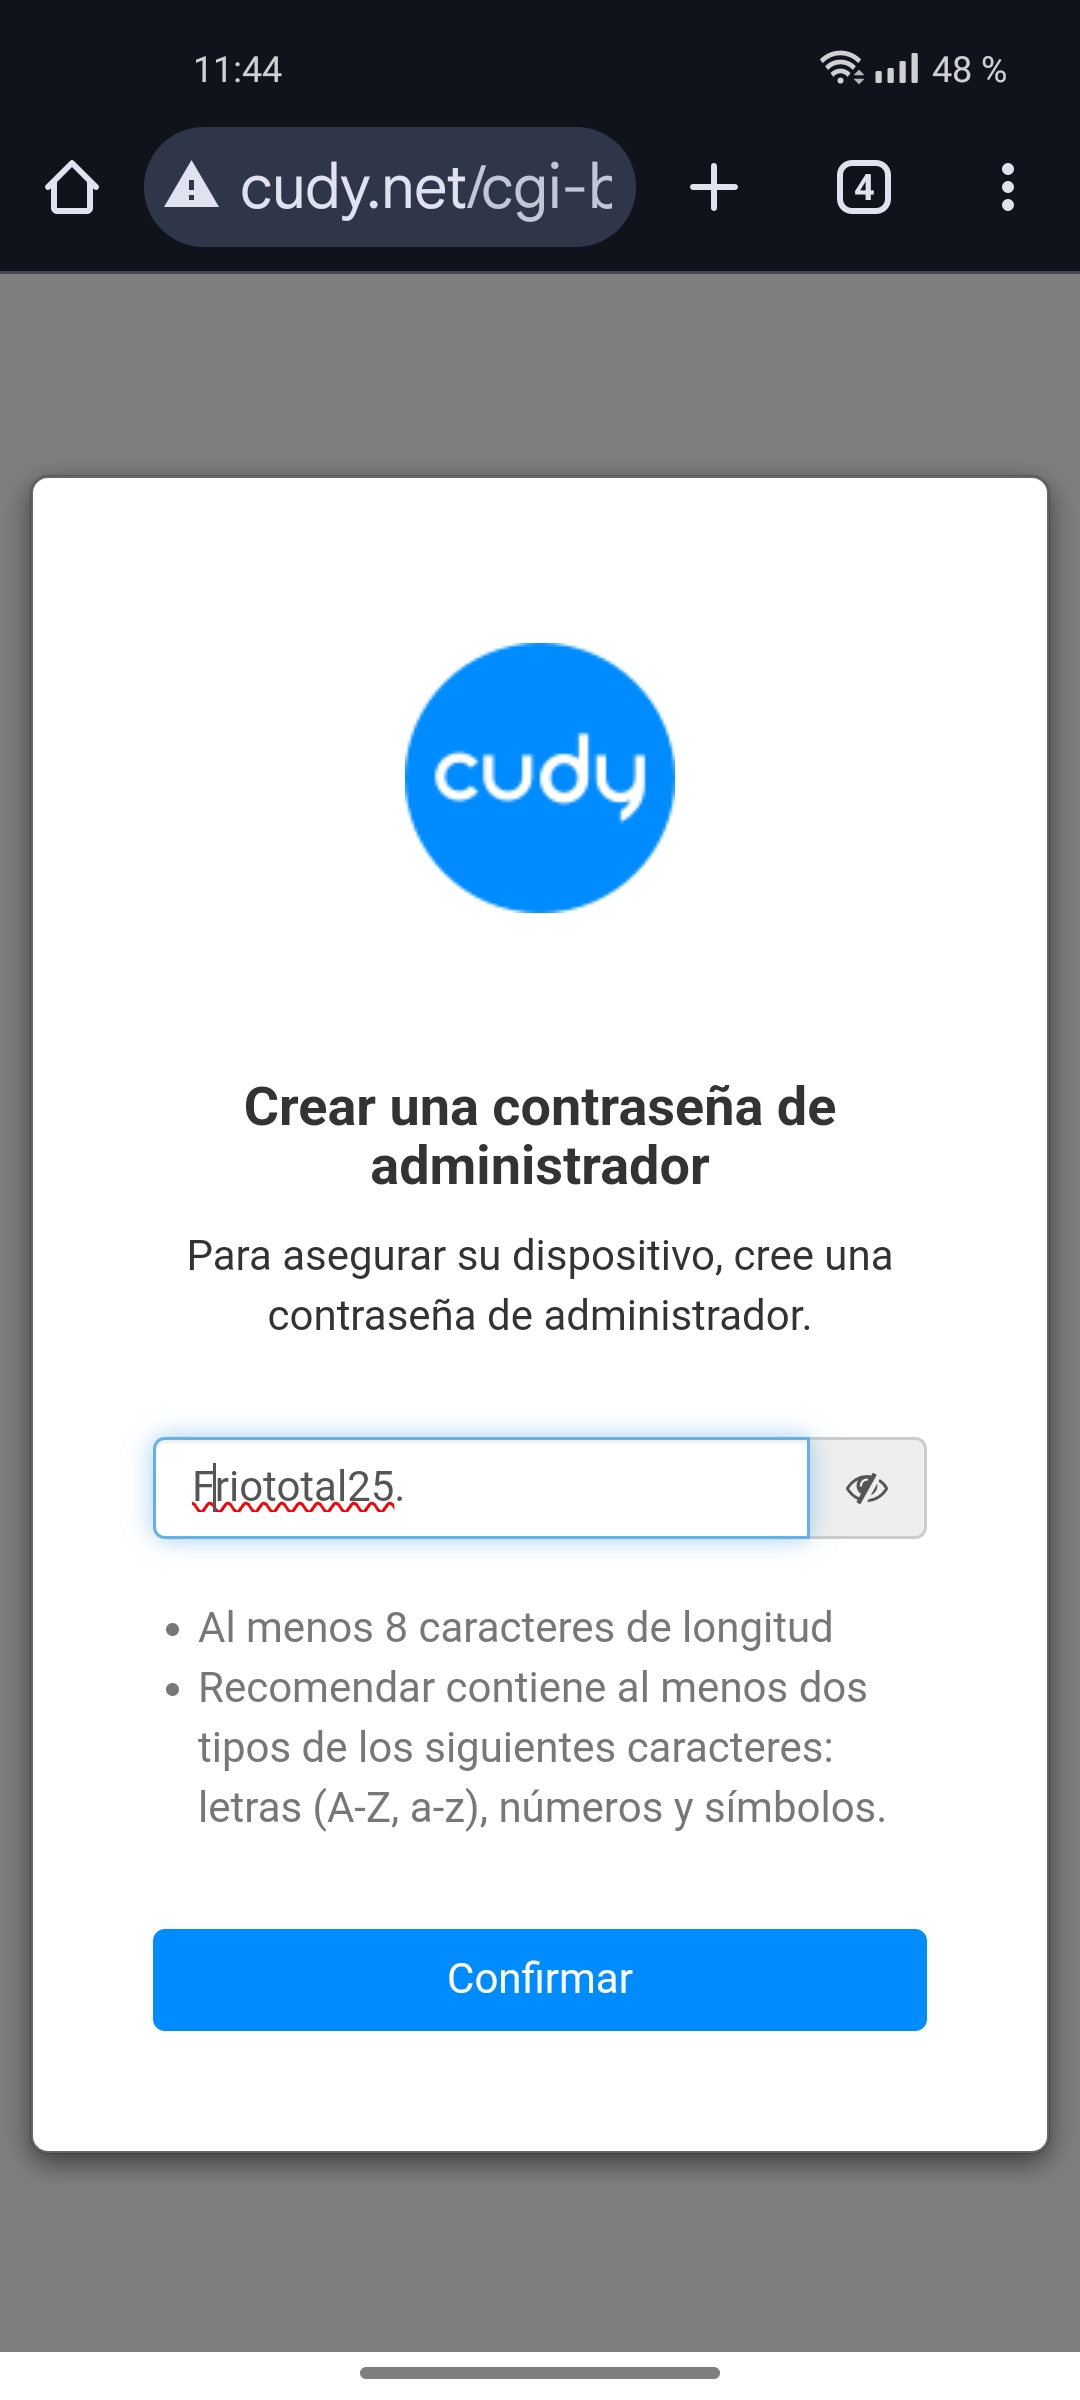 11:44
48 %
cudy.net/cgi-b
4
cudy
Crear una contraseña de
administrador
Para asegurar su dispositivo, cree una
contraseña de administrador.
Friototal25.
• Al menos 8 caracteres de longitud
• Recomendar contiene al menos dos
tipos de los siguientes caracteres:
letras (A-Z, a-z), números y símbolos.
Confirmar